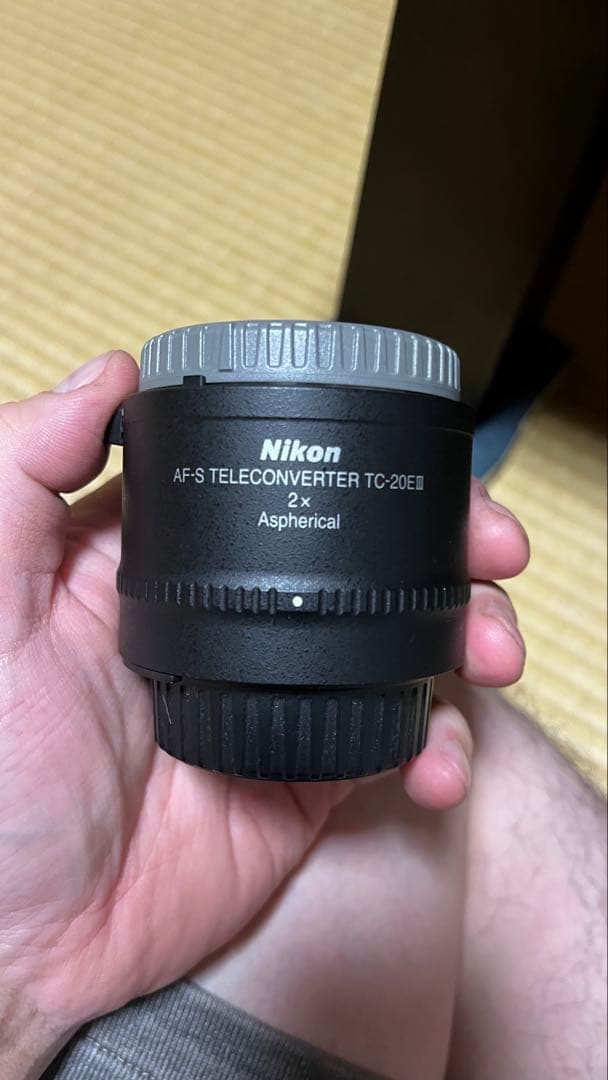 Nikon
AF-S TELECONVERTER TC-20EIII
2×
Aspherical